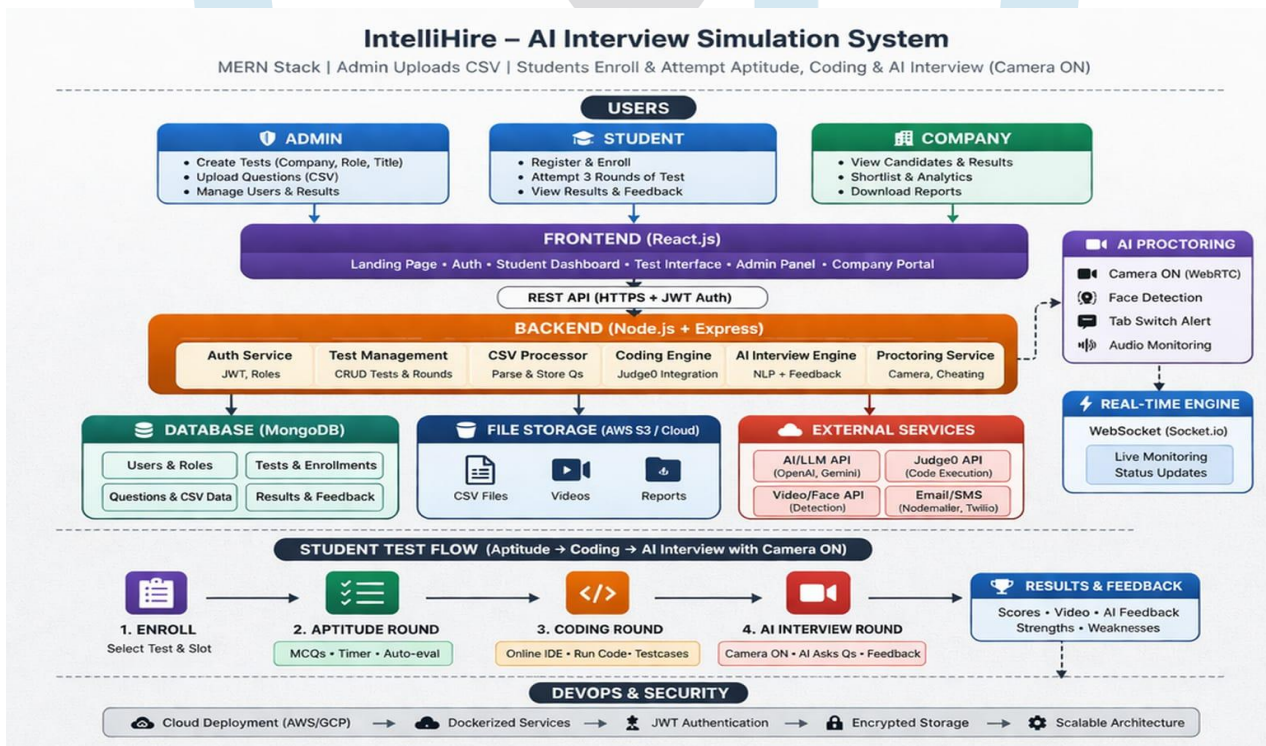 IntelliHire – AI Interview Simulation System
MERN Stack | Admin Uploads CSV | Students Enroll & Attempt Aptitude, Coding & AI Interview (Camera ON)
USERS
ADMIN
• Create Tests (Company, Role, Title)
• Upload Questions (CSV)
• Manage Users & Results
STUDENT
• Register & Enroll
• Attempt 3 Rounds of Test
• View Results & Feedback
COMPANY
• View Candidates & Results
• Shortlist & Analytics
• Download Reports
FRONTEND (React.js)
Landing Page • Auth • Student Dashboard • Test Interface • Admin Panel • Company Portal
REST API (HTTPS + JWT Auth)
BACKEND (Node.js + Express)
Auth Service
JWT, Roles
Test Management
CRUD Tests & Rounds
CSV Processor
Parse & Store Qs
Coding Engine
Judge0 Integration
AI Interview Engine
NLP + Feedback
Proctoring Service
Camera, Cheating
AI PROCTORING
Camera ON (WebRTC)
Face Detection
Tab Switch Alert
Audio Monitoring
REAL-TIME ENGINE
WebSocket (Socket.io)
Live Monitoring
Status Updates
DATABASE (MongoDB)
Users & Roles
Tests & Enrollments
Questions & CSV Data
Results & Feedback
FILE STORAGE (AWS S3 / Cloud)
CSV Files
Videos
Reports
EXTERNAL SERVICES
AI/LLM API
(OpenAI, Gemini)
Judge0 API
(Code Execution)
Video/Face API
(Detection)
Email/SMS
(Nodemaller, Twilio)
STUDENT TEST FLOW (Aptitude → Coding → AI Interview with Camera ON)
1. ENROLL
Select Test & Slot
2. APTITUDE ROUND
MCQs • Timer • Auto-eval
3. CODING ROUND
Online IDE • Run Code• Testcases
4. AI INTERVIEW ROUND
Camera ON • AI Asks Qs • Feedback
RESULTS & FEEDBACK
Scores • Video • AI Feedback
Strengths • Weaknesses
DEVOPS & SECURITY
Cloud Deployment (AWS/GCP) → Dockerized Services → JWT Authentication → Encrypted Storage → Scalable Architecture